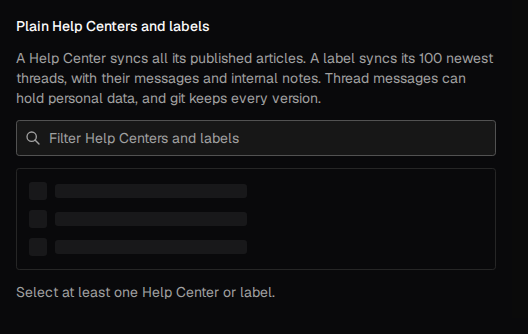 Plain Help Centers and labels
A Help Center syncs all its published articles. A label syncs its 100 newest
threads, with their messages and internal notes. Thread messages can
hold personal data, and git keeps every version.
Filter Help Centers and labels
Select at least one Help Center or label.